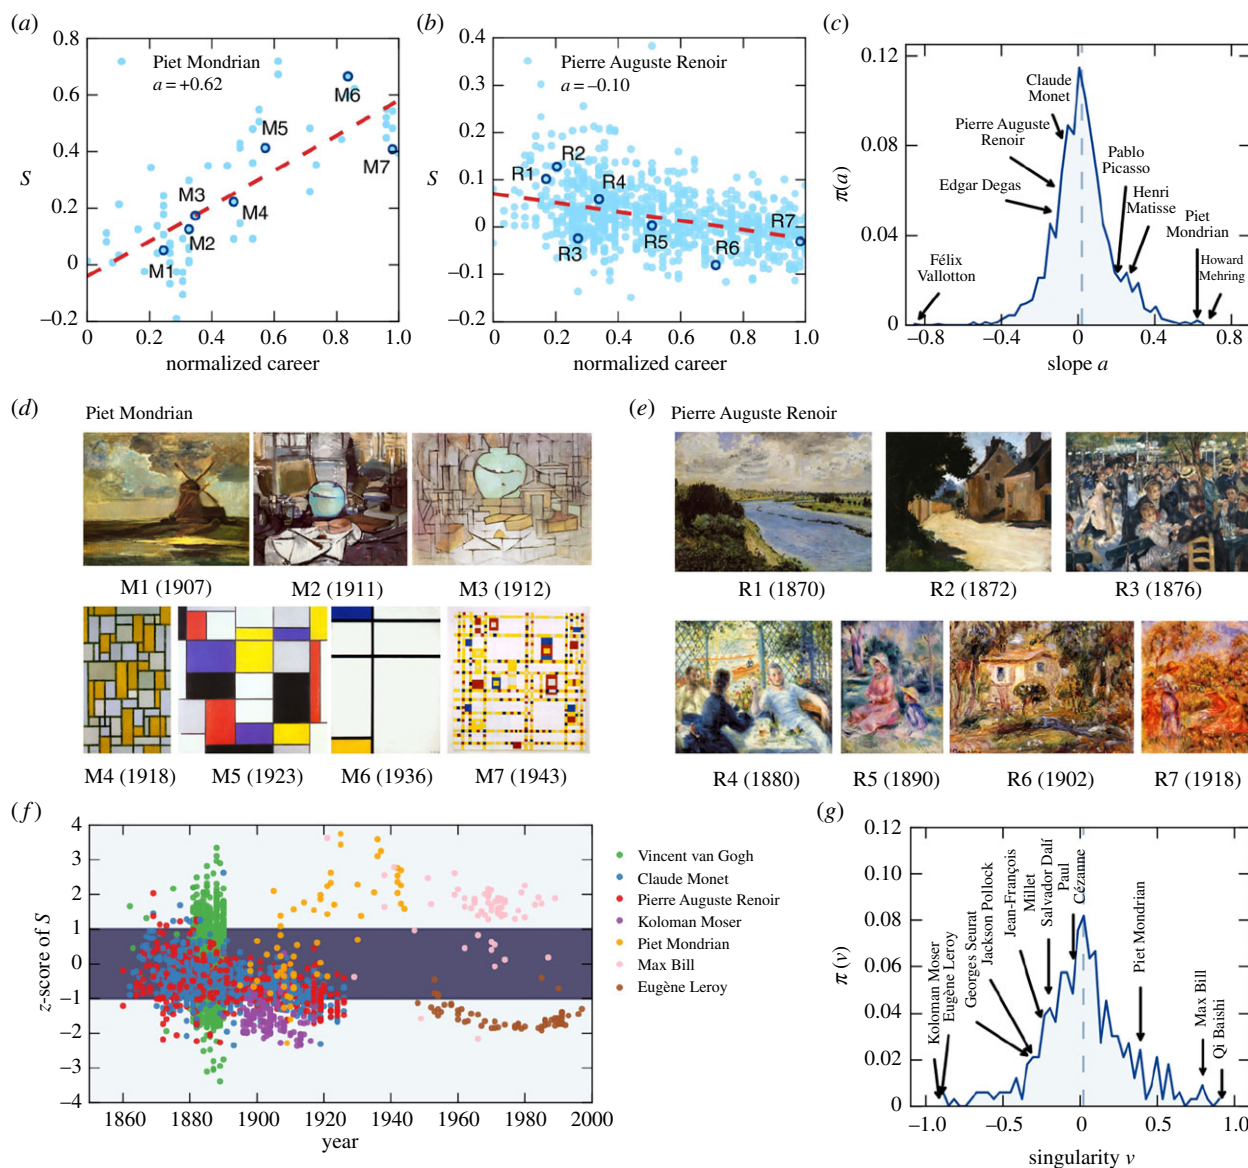 (a)
0.8
0.6
0.4
0.2
0
−0.2
S
Piet Mondrian
a = +0.62
M1
M2
M3
M4
M5
M6
M7
0
0.2
0.4
0.6
0.8
1.0
normalized career
(b)
0.4
0.3
0.2
0.1
0
−0.1
−0.2
S
Pierre Auguste Renoir
a = −0.10
R1
R2
R3
R4
R5
R6
R7
0
0.2
0.4
0.6
0.8
1.0
normalized career
(c)
0.12
0.08
0.04
0
π(a)
Claude
Monet
Pierre Auguste
Renoir
Edgar Degas
Félix
Vallotton
Pablo
Picasso
Henri
Matisse
Piet
Mondrian
Howard
Mehring
−0.8
−0.4
0
0.4
0.8
slope a
(d)
Piet Mondrian
M1 (1907)
M2 (1911)
M3 (1912)
M4 (1918)
M5 (1923)
M6 (1936)
M7 (1943)
(e)
Pierre Auguste Renoir
R1 (1870)
R2 (1872)
R3 (1876)
R4 (1880)
R5 (1890)
R6 (1902)
R7 (1918)
(f)
4
3
2
1
0
−1
−2
−3
−4
z-score of S
1860
1880
1900
1920
1940
1960
1980
2000
year
Vincent van Gogh
Claude Monet
Pierre Auguste Renoir
Koloman Moser
Piet Mondrian
Max Bill
Eugène Leroy
(g)
0.12
0.10
0.08
0.06
0.04
0.02
0
π (v)
Koloman Moser
Eugène Leroy
Georges Seurat
Jackson Pollock
Jean-François
Millet
Salvador Dalí
Paul
Cézanne
Piet Mondrian
Max Bill
Qi Baishi
−1.0
−0.5
0
0.5
1.0
singularity v